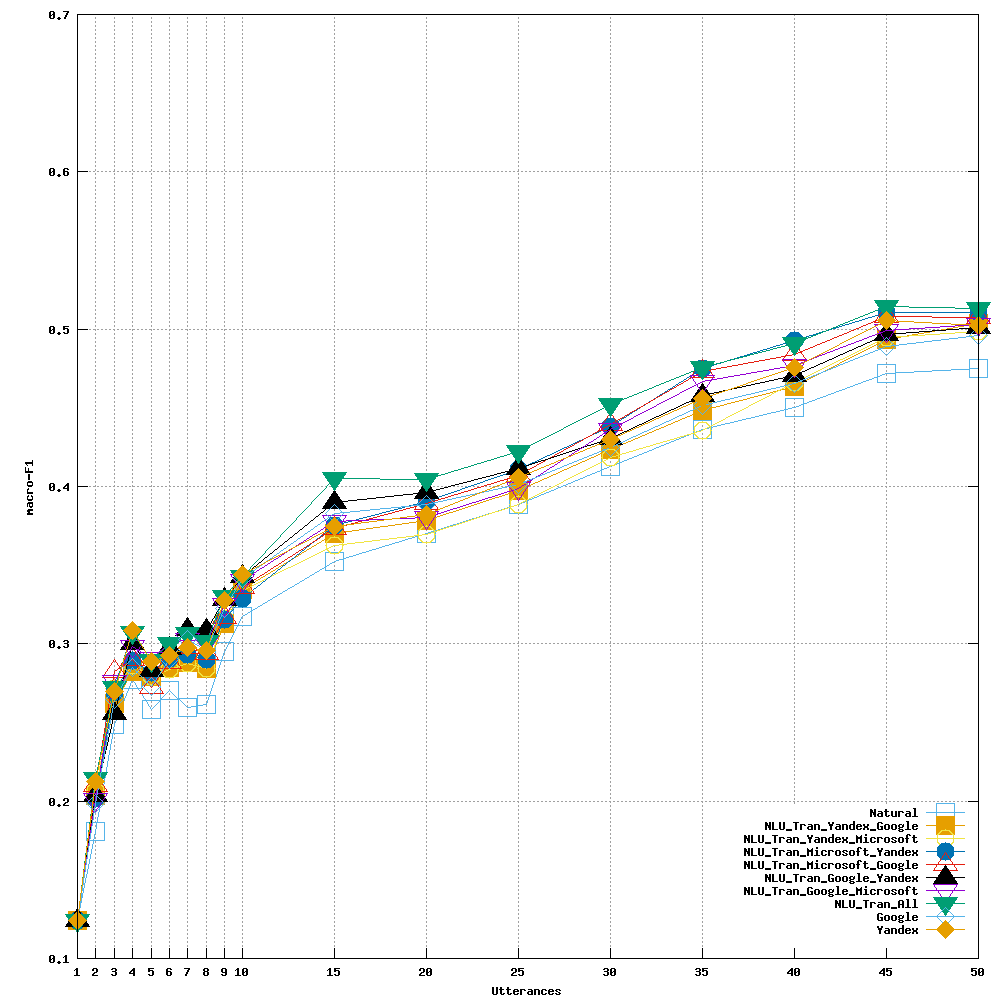 0.7
0.6
0.5
0.4
0.3
0.2
0.1
Macro-F1
1 2 3 4 5 6 7 8 9 10 15 20 25 30 35 40 45 50
Utterances
Natural
NLU_Tran_Yandex_Google
NLU_Tran_Yandex_Microsoft
NLU_Tran_Microsoft_Yandex
NLU_Tran_Microsoft_Google
NLU_Tran_Google_Yandex
NLU_Tran_Google_Microsoft
NLU_Tran_All
Google
Yandex